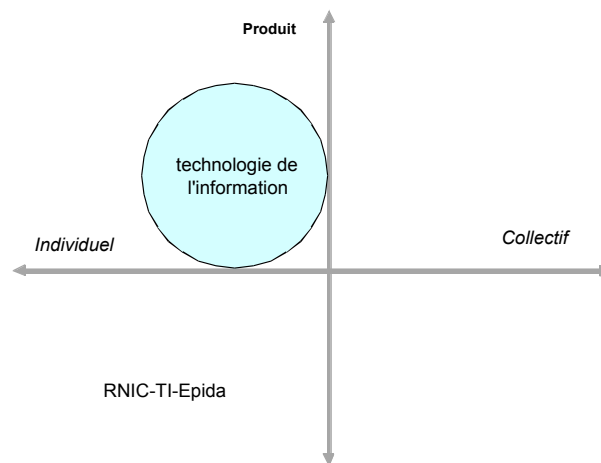 Produit
technologie de
l'information
Individuel
Collectif
RNIC-TI-Epida